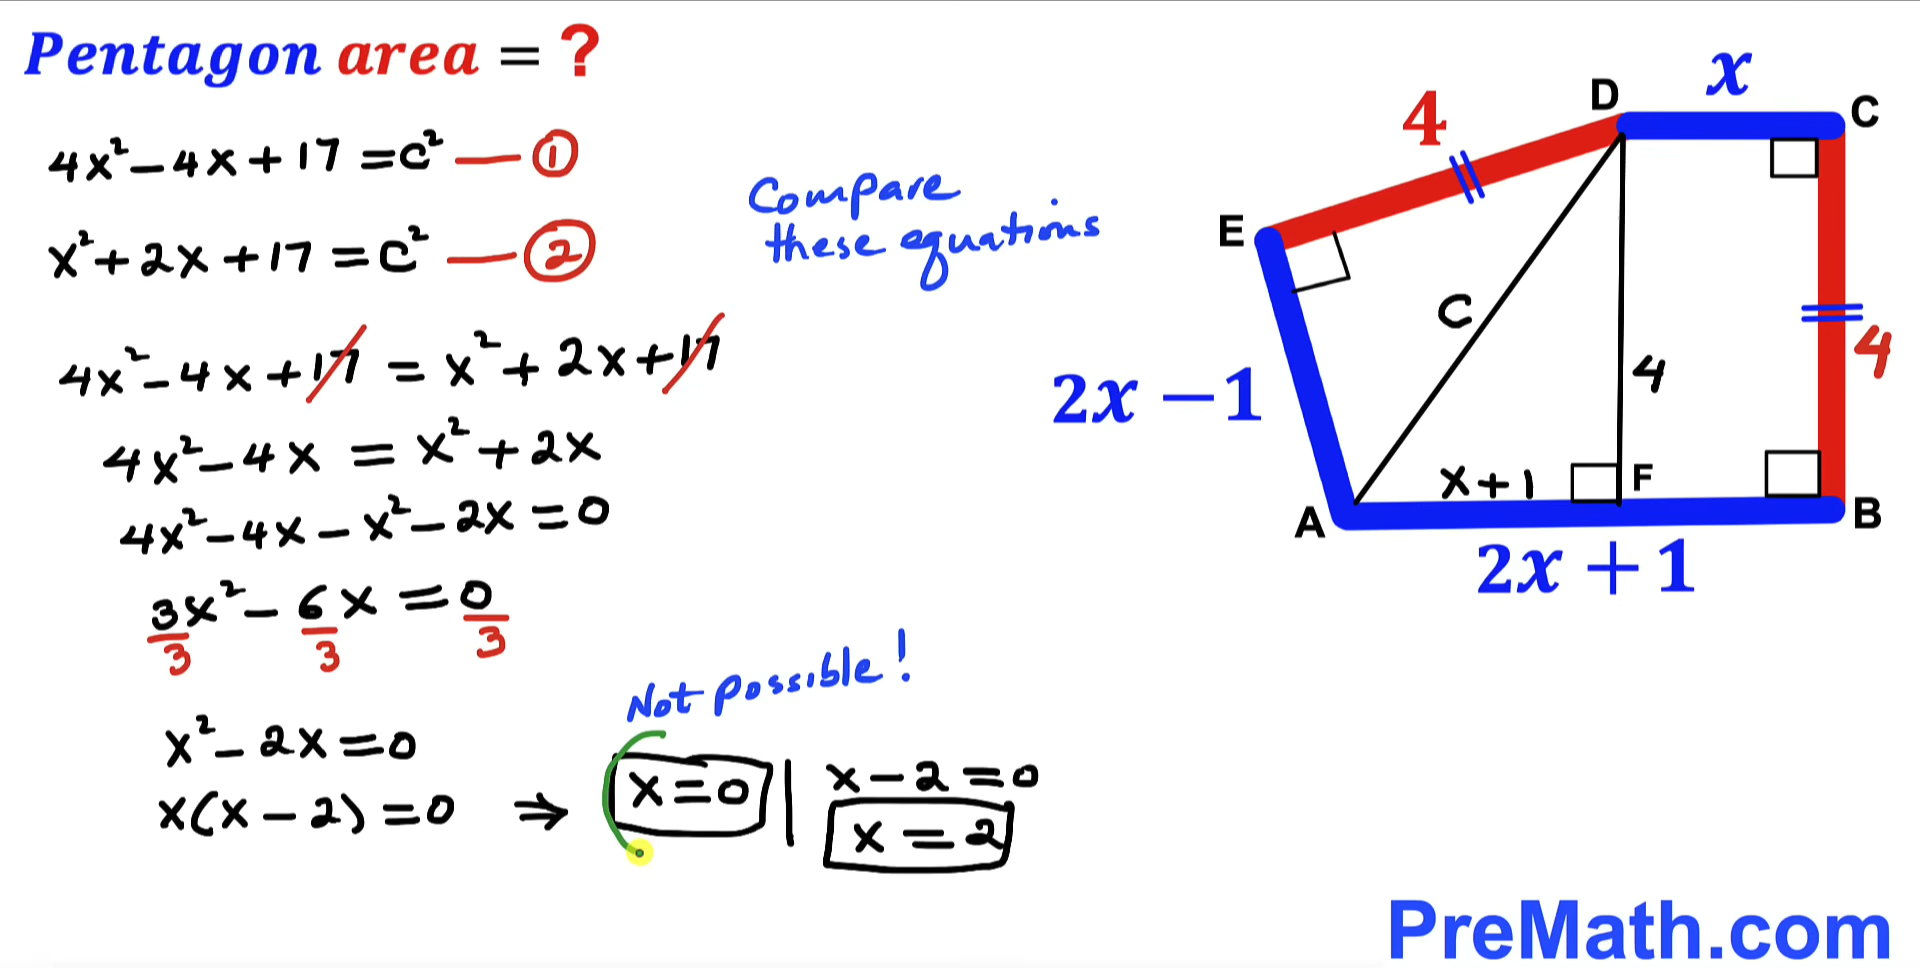 Pentagon area = ?
4x² – 4x + 17 = c² — ①
x² + 2x + 17 = c² — ②
Compare
these equations
4x² – 4x + 17 = x² + 2x + 17
4x² – 4x = x² + 2x
4x² – 4x – x² – 2x = 0
3x²/3 – 6x/3 = 0/3
x² – 2x = 0
x(x – 2) = 0 ⇒ x = 0 | x – 2 = 0
x = 2
Not possible!
x
D
C
4
E
C
4
4
2x – 1
x + 1
F
A
B
2x + 1
PreMath.com